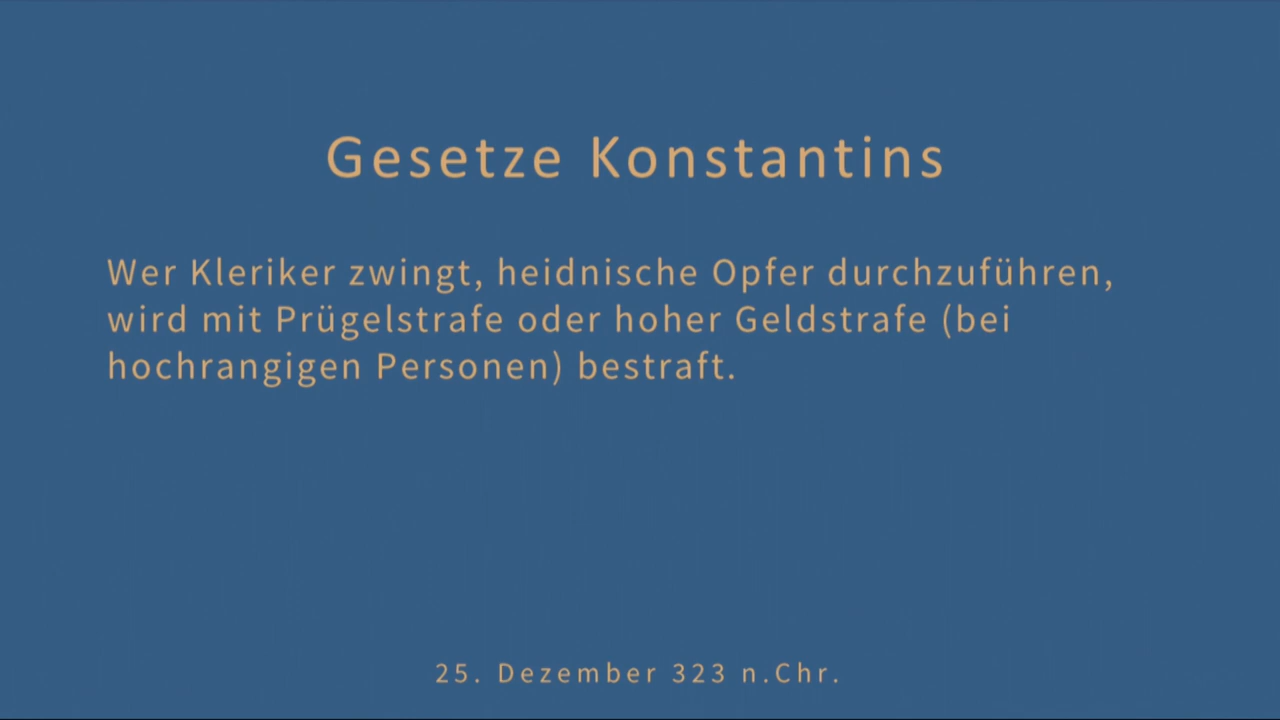 Gesetze Konstantins
Wer Kleriker zwingt, heidnische Opfer durchzuführen,
wird mit Prügelstrafe oder hoher Geldstrafe (bei
hochrangigen Personen) bestraft.
25. Dezember 323 n.Chr.